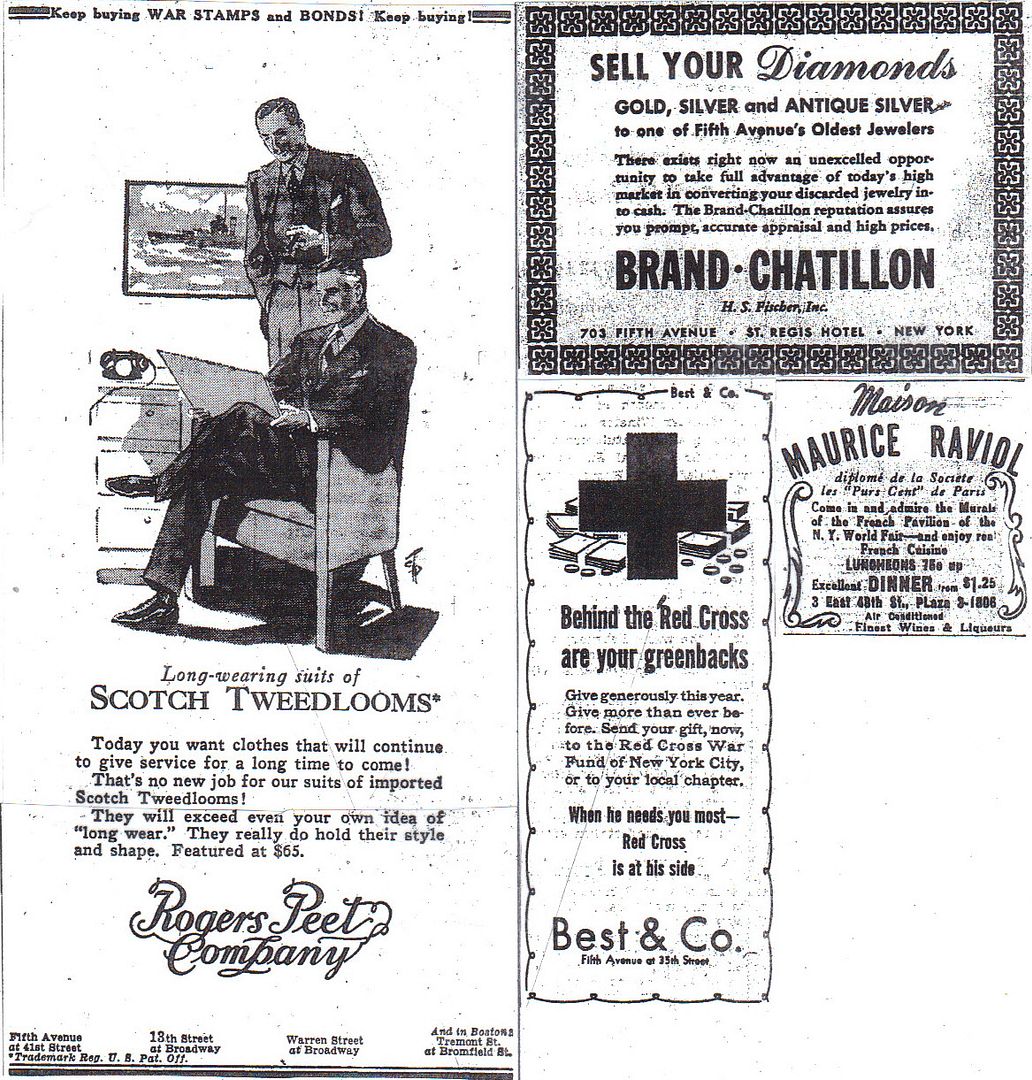 Keep buying WAR STAMPS and BONDS! Keep buying!
Long-wearing suits of
SCOTCH TWEEDLOOMS*
Today you want clothes that will continue
to give service for a long time to come!
That's no new job for our suits of imported
Scotch Tweedlooms!
They will exceed even your own idea of
"long wear." They really do hold their style
and shape. Featured at $65.
Rogers Peet
Company
Fifth Avenue
at 41st Street
13th Street
at Broadway
Warren Street
at Broadway
And in Boston:
Tremont St.
at Bromfield St.
*Trademark Reg. U. S. Pat. Off.
SELL YOUR Diamonds
GOLD, SILVER and ANTIQUE SILVER
to one of Fifth Avenue's Oldest Jewelers
There exists right now an unexcelled oppor-
tunity to take full advantage of today's high
market in converting your discarded jewelry in-
to cash. The Brand-Chatillon reputation assures
you prompt, accurate appraisal and high prices.
BRAND·CHATILLON
H. S. Fischer, Inc.
703 FIFTH AVENUE · ST. REGIS HOTEL · NEW YORK
Best & Co.
Behind the Red Cross
are your greenbacks
Give generously this year.
Give more than ever be-
fore. Send your gift, now,
to the Red Cross War
Fund of New York City,
or to your local chapter.
When he needs you most—
Red Cross
is at his side
Best & Co.
Fifth Avenue at 35th Street
Maison
MAURICE RAVIOL
diplomé de la Societe
les "Purs Cent" de Paris
Come in and admire the Murals
of the French Pavilion of the
N. Y. World Fair—and enjoy real
French Cuisine
LUNCHEONS 75c up
Excellent DINNER from $1.25
3 East 48th St., PLaza 3-1806
Air Conditioned
Finest Wines & Liqueurs